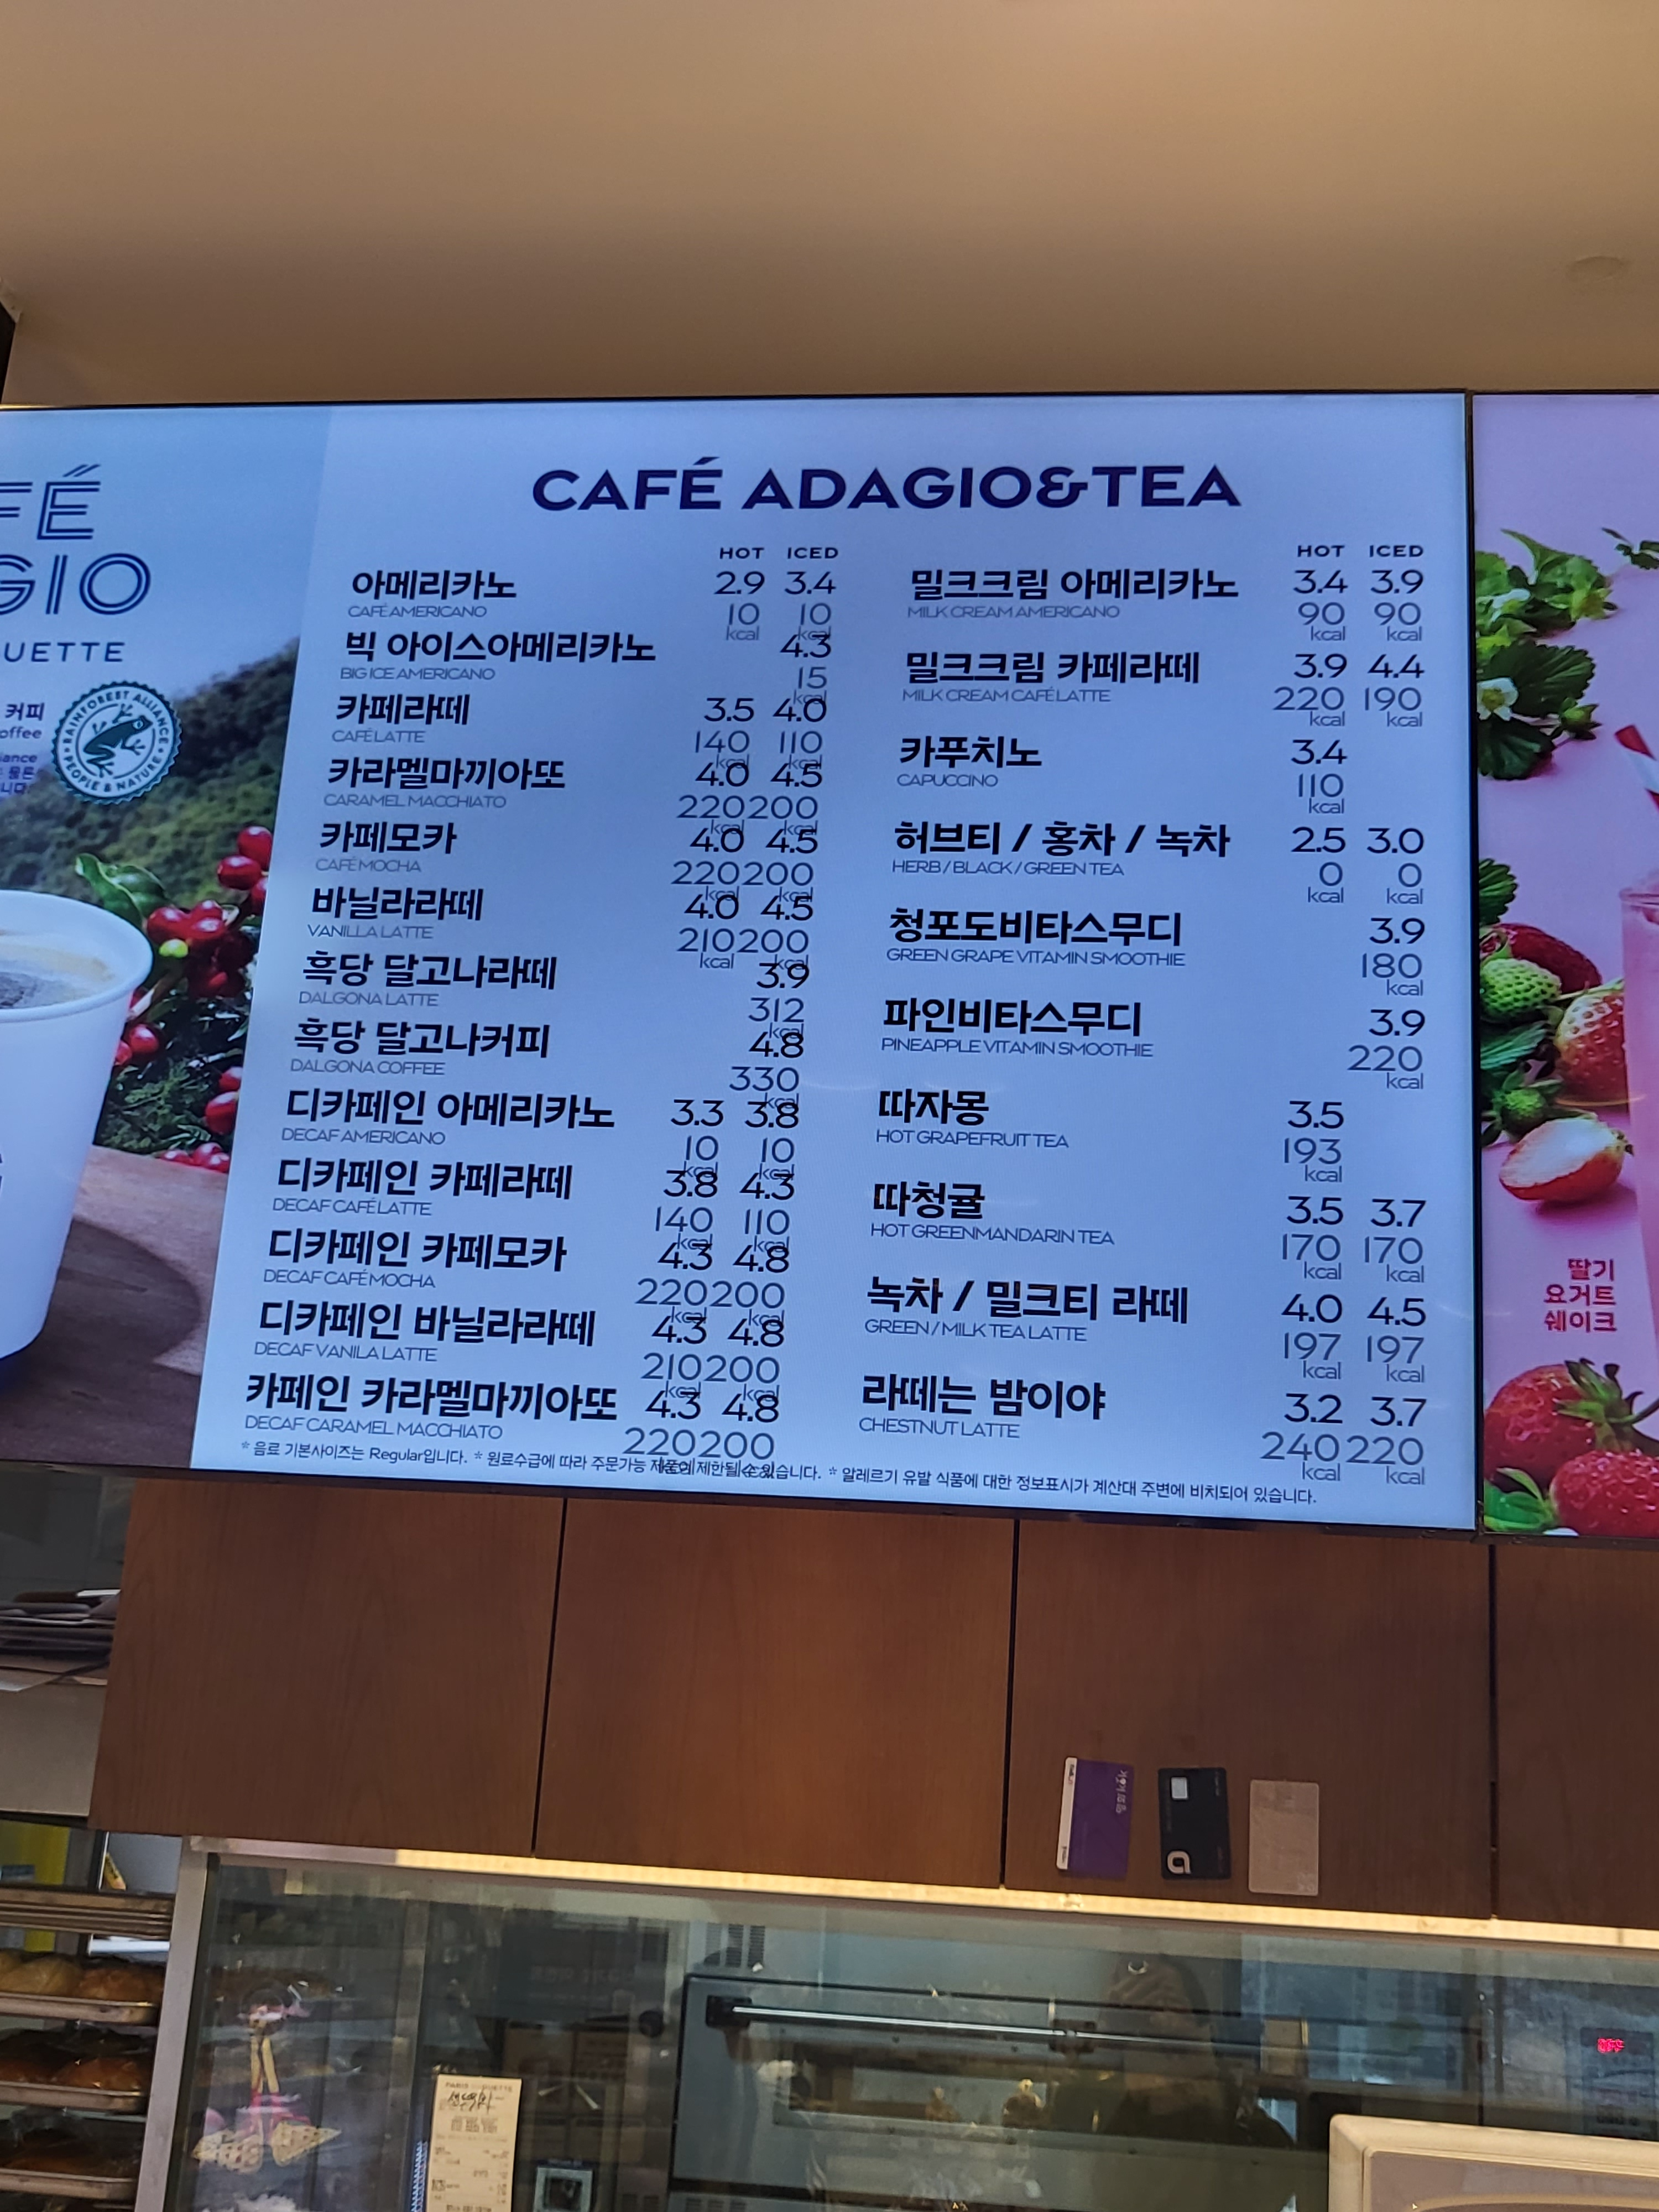 FÉ
GIO
UETTE
커피
offee
iance
물론
니다.
RAINFOREST ALLIANCE
PEOPLE & NATURE
CAFÉ ADAGIO&TEA
HOT ICED
아메리카노 2.9 3.4
CAFÉ AMERICANO 10 10
kcal kcal
빅 아이스아메리카노 4.3
BIG ICE AMERICANO 15
kcal
카페라떼 3.5 4.0
CAFÉ LATTE 140 110
kcal kcal
카라멜마끼아또 4.0 4.5
CARAMEL MACCHIATO 220 200
kcal kcal
카페모카 4.0 4.5
CAFÉ MOCHA 220 200
kcal kcal
바닐라라떼 4.0 4.5
VANILLA LATTE 210 200
kcal kcal
흑당 달고나라떼 3.9
DALGONA LATTE 312
kcal
흑당 달고나커피 4.8
DALGONA COFFEE 330
kcal
디카페인 아메리카노 3.3 3.8
DECAF AMERICANO 10 10
kcal kcal
디카페인 카페라떼 3.8 4.3
DECAF CAFÉ LATTE 140 110
kcal kcal
디카페인 카페모카 4.3 4.8
DECAF CAFÉ MOCHA 220 200
kcal kcal
디카페인 바닐라라떼 4.3 4.8
DECAF VANILA LATTE 210 200
kcal kcal
카페인 카라멜마끼아또 4.3 4.8
DECAF CARAMEL MACCHIATO 220 200
kcal kcal
HOT ICED
밀크크림 아메리카노 3.4 3.9
MILK CREAM AMERICANO 90 90
kcal kcal
밀크크림 카페라떼 3.9 4.4
MILK CREAM CAFÉ LATTE 220 190
kcal kcal
카푸치노 3.4
CAPUCCINO 110
kcal
허브티 / 홍차 / 녹차 2.5 3.0
HERB / BLACK / GREEN TEA 0 0
kcal kcal
청포도비타스무디 3.9
GREEN GRAPE VITAMIN SMOOTHIE 180
kcal
파인비타스무디 3.9
PINEAPPLE VITAMIN SMOOTHIE 220
kcal
따자몽 3.5
HOT GRAPEFRUIT TEA 193
kcal
따청귤 3.5 3.7
HOT GREENMANDARIN TEA 170 170
kcal kcal
녹차 / 밀크티 라떼 4.0 4.5
GREEN / MILK TEA LATTE 197 197
kcal kcal
라떼는 밤이야 3.2 3.7
CHESTNUT LATTE 240 220
kcal kcal
* 음료 기본사이즈는 Regular입니다. * 원료수급에 따라 주문가능 제품이 제한될 수 있습니다. * 알레르기 유발 식품에 대한 정보표시가 계산대 주변에 비치되어 있습니다.
딸기
요거트
쉐이크